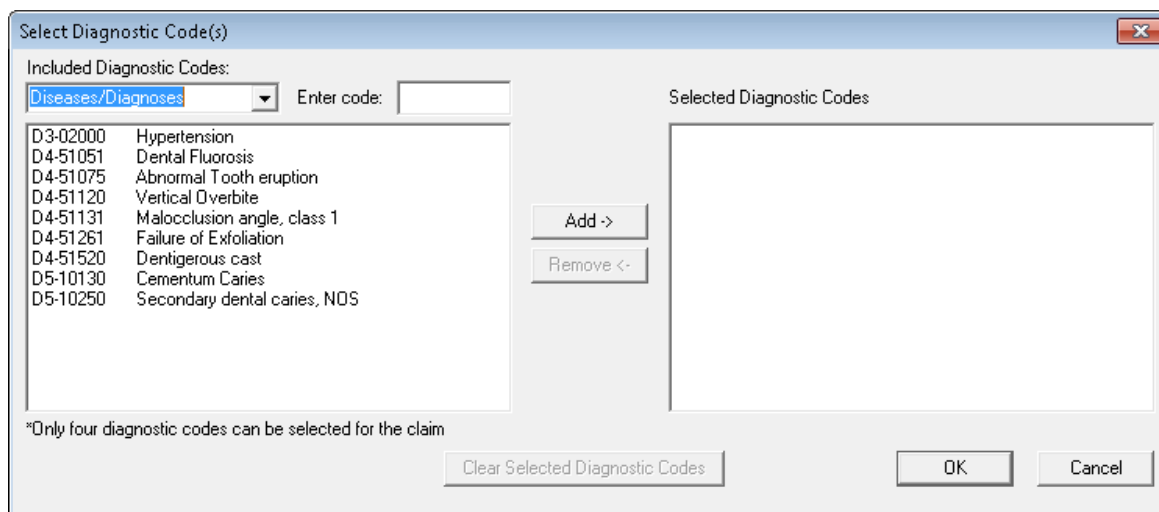 Select Diagnostic Code(s)
Included Diagnostic Codes:
Diseases/Diagnoses Enter code: Selected Diagnostic Codes
D3-02000 Hypertension
D4-51051 Dental Fluorosis
D4-51075 Abnormal Tooth eruption
D4-51120 Vertical Overbite
D4-51131 Malocclusion angle, class 1
D4-51261 Failure of Exfoliation
D4-51520 Dentigerous cast
D5-10130 Cementum Caries
D5-10250 Secondary dental caries, NOS
Add ->
Remove <-
*Only four diagnostic codes can be selected for the claim
Clear Selected Diagnostic Codes OK Cancel